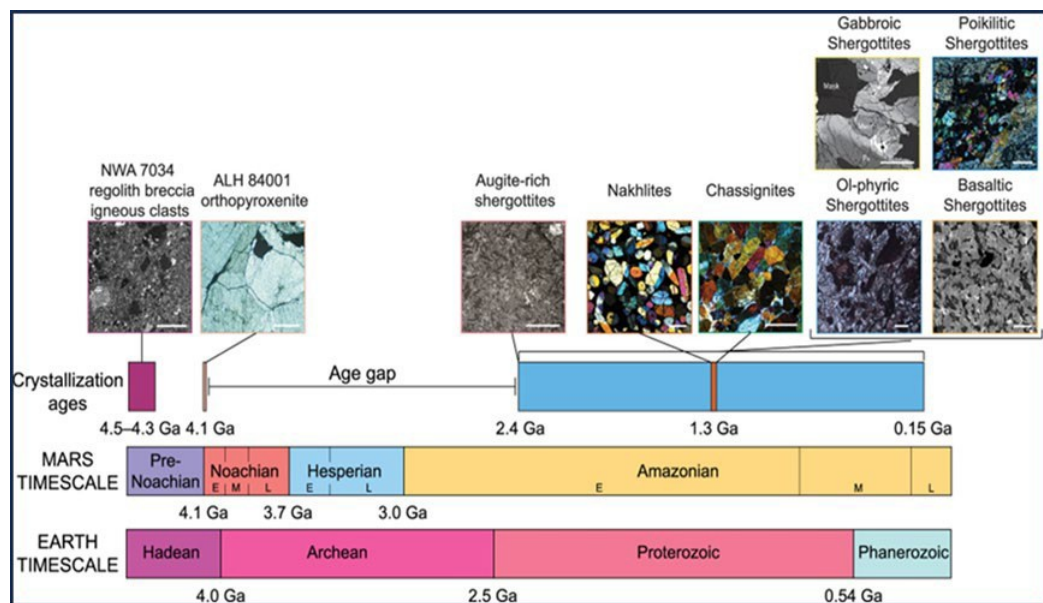 Gabbroic
Shergottites
Poikilitic
Shergottites
NWA 7034
regolith breccia
igneous clasts
ALH 84001
orthopyroxenite
Augite-rich
shergottites
Nakhlites
Chassignites
Ol-phyric
Shergottites
Basaltic
Shergottites
Crystallization
ages
Age gap
4.5–4.3 Ga
4.1 Ga
2.4 Ga
1.3 Ga
0.15 Ga
MARS
TIMESCALE
Pre-
Noachian
Noachian
E M L
Hesperian
E L
Amazonian
E M L
4.1 Ga
3.7 Ga
3.0 Ga
EARTH
TIMESCALE
Hadean
Archean
Proterozoic
Phanerozoic
4.0 Ga
2.5 Ga
0.54 Ga